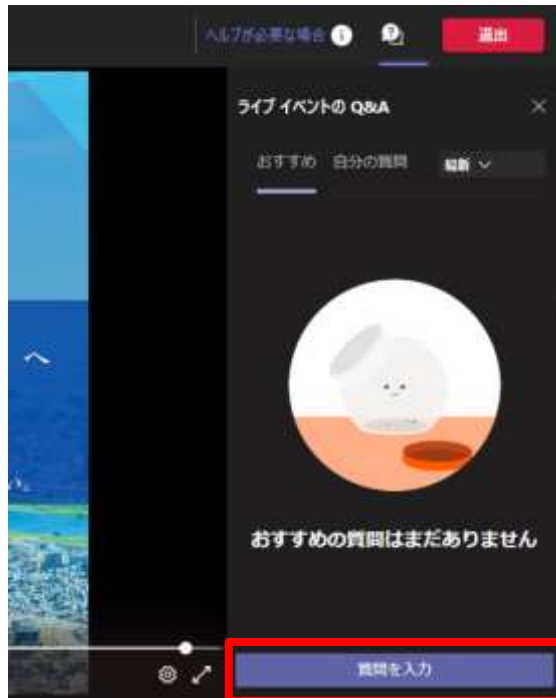 ヘルプが必要な場合
退出
ライブ イベントの Q&A
おすすめ 自分の質問 最新
へ
おすすめの質問はまだありません
質問を入力